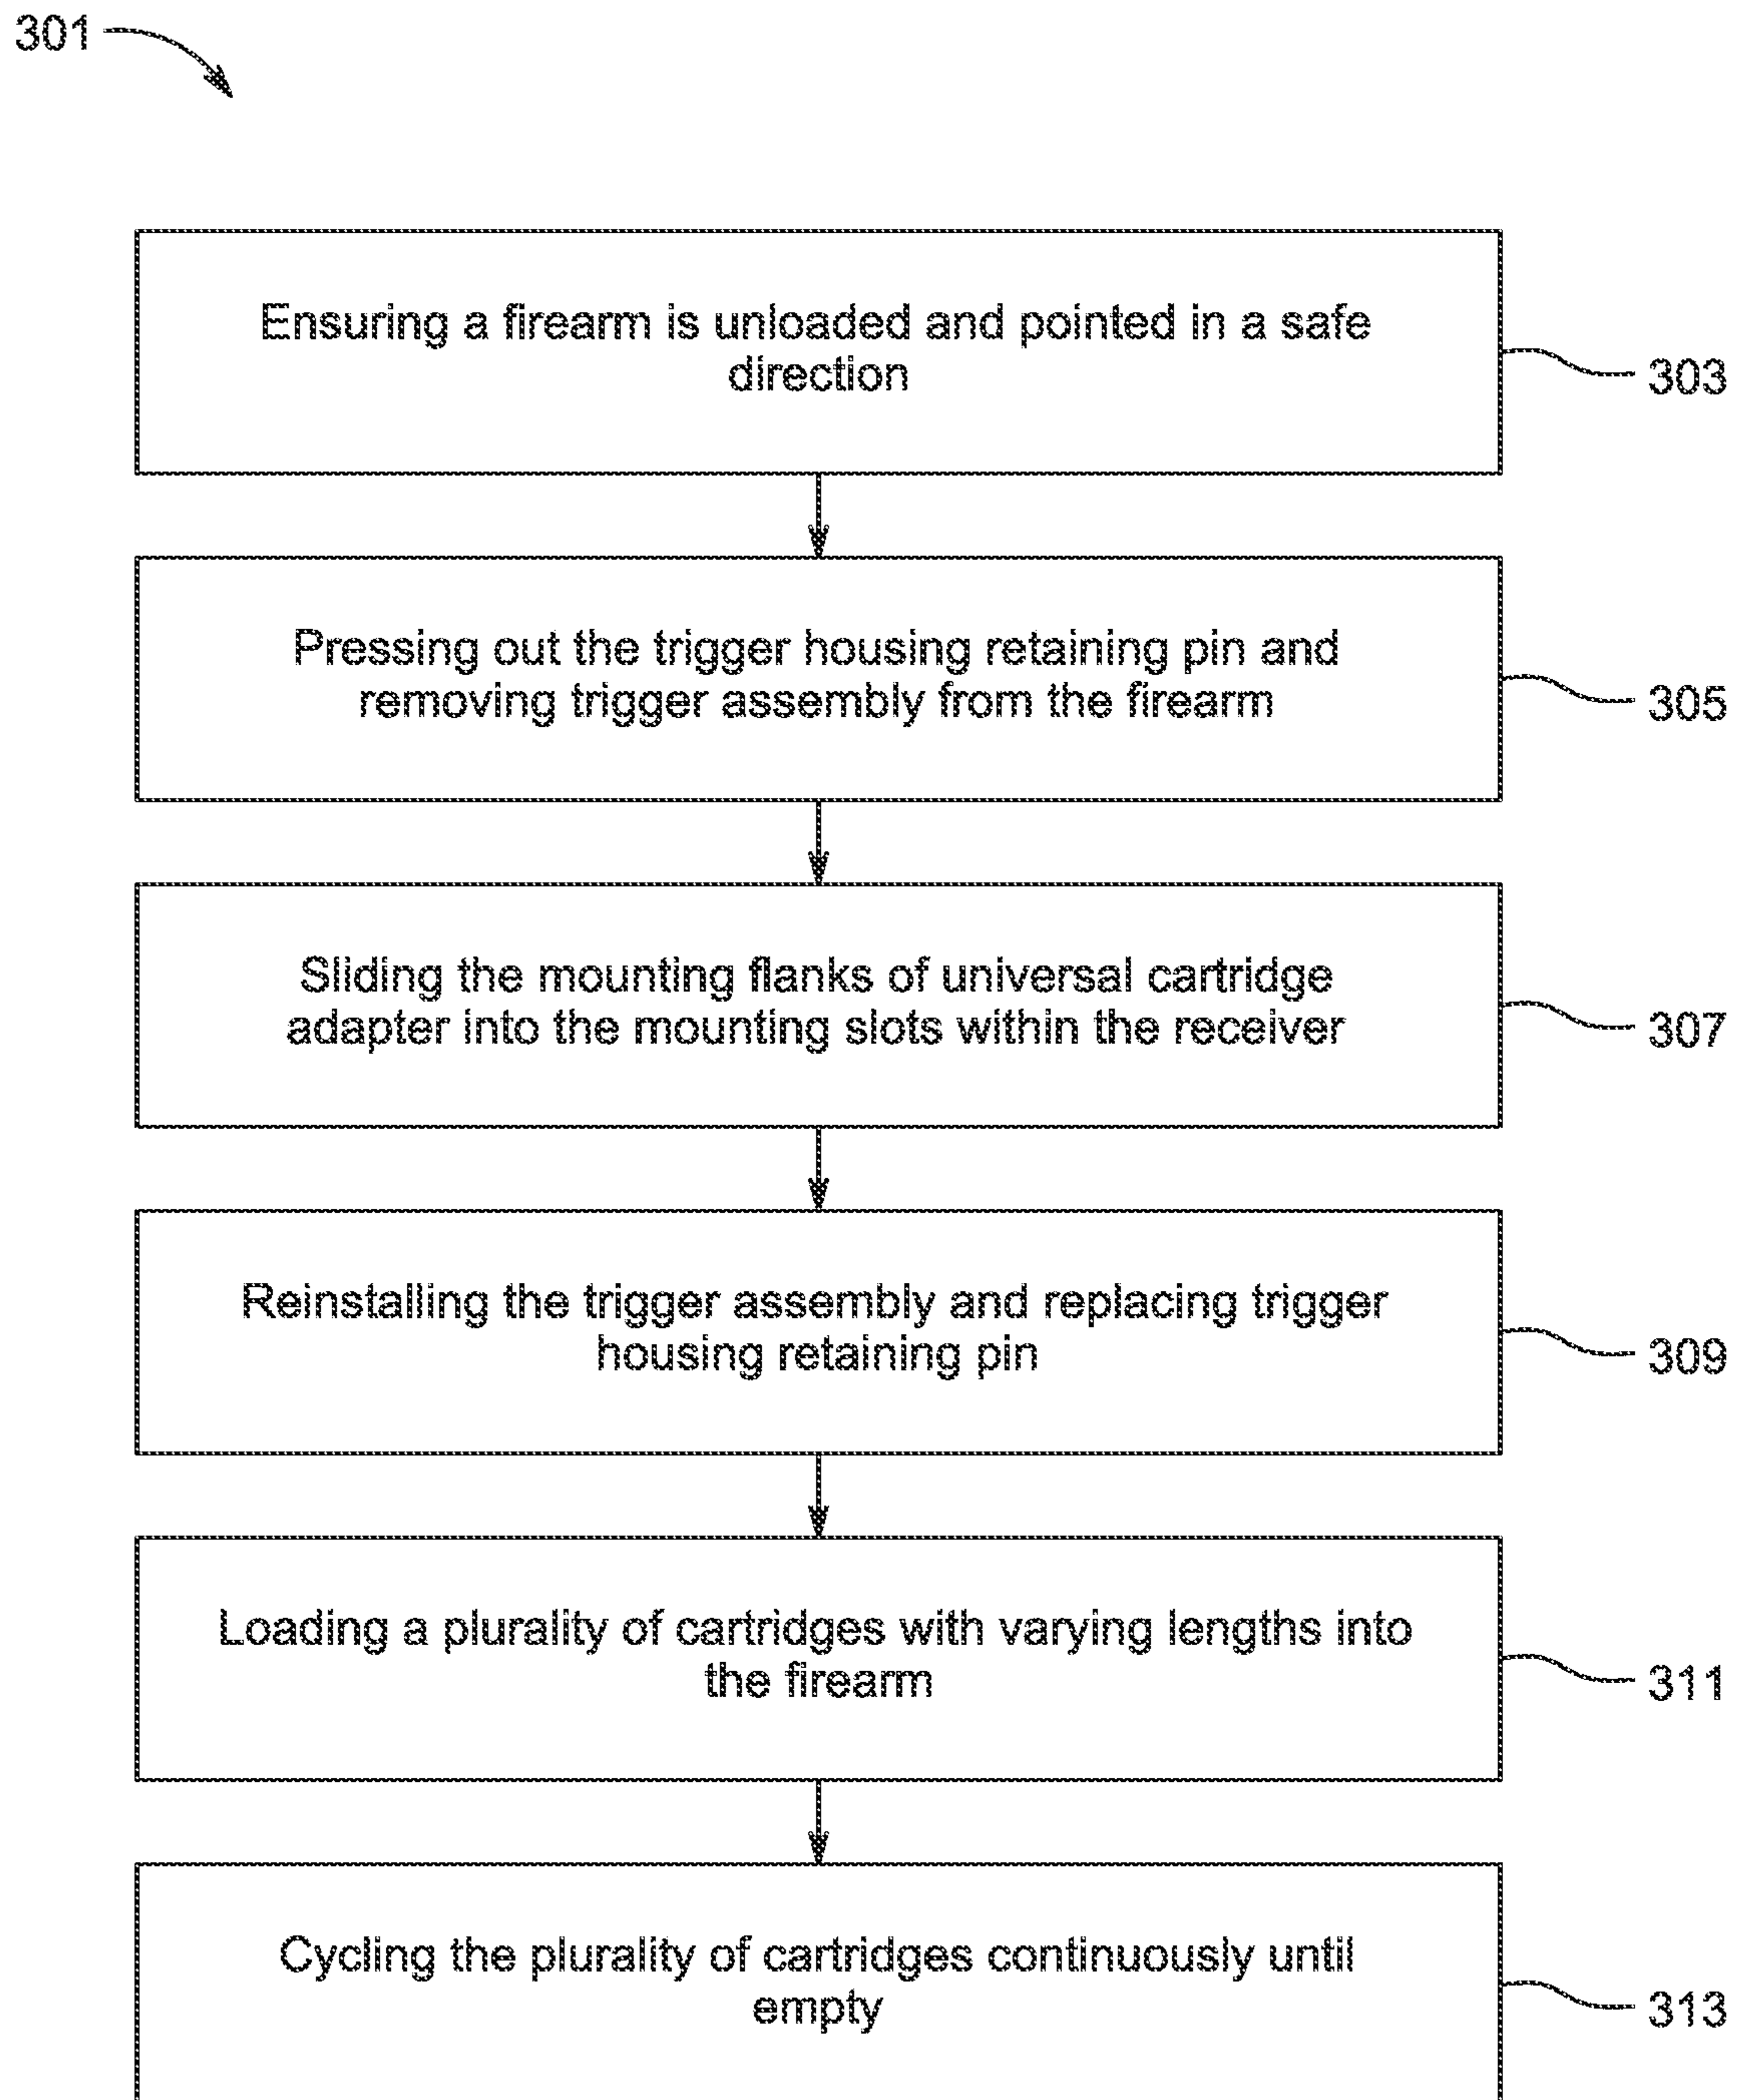 301
Ensuring a firearm is unloaded and pointed in a safe
direction
303
Pressing out the trigger housing retaining pin and
removing trigger assembly from the firearm
305
Sliding the mounting flanks of universal cartridge
adapter into the mounting slots within the receiver
307
Reinstalling the trigger assembly and replacing trigger
housing retaining pin
309
Loading a plurality of cartridges with varying lengths into
the firearm
311
Cycling the plurality of cartridges continuously until
empty
313